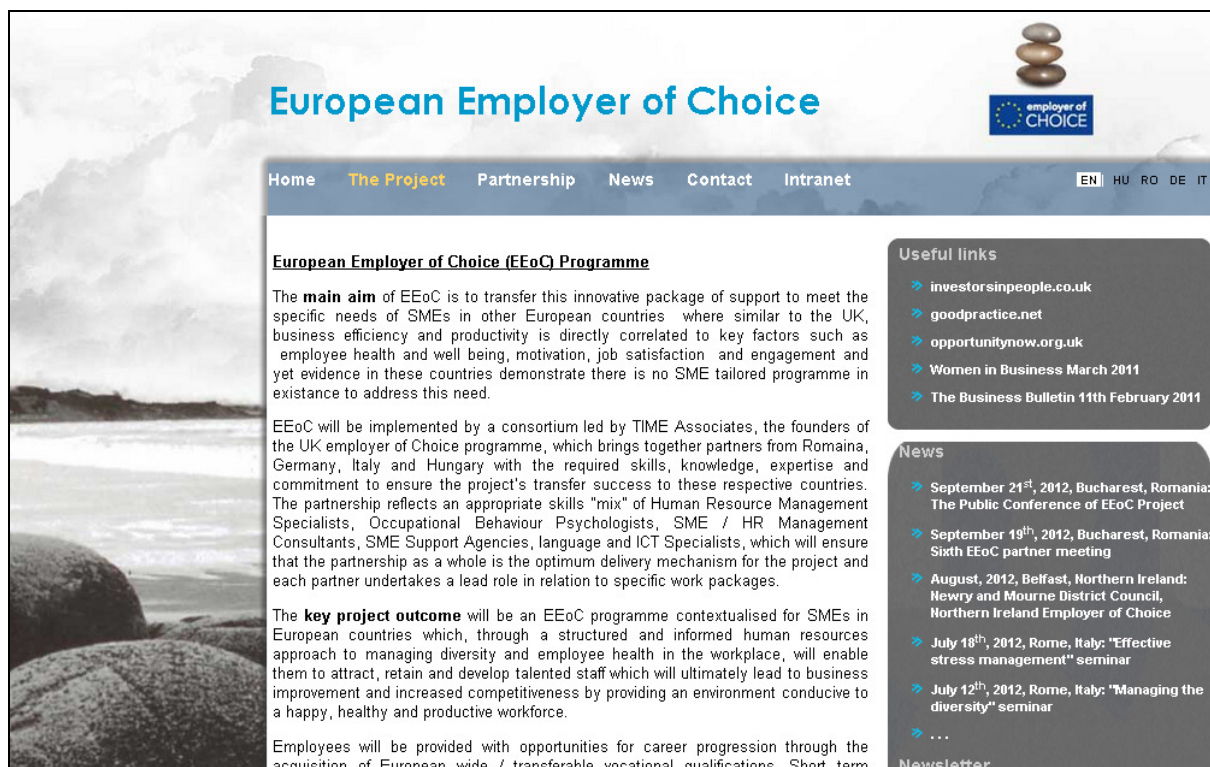 employer of
CHOICE
European Employer of Choice
Home The Project Partnership News Contact Intranet EN | HU RO DE IT
European Employer of Choice (EEoC) Programme
The main aim of EEoC is to transfer this innovative package of support to meet the
specific needs of SMEs in other European countries where similar to the UK,
business efficiency and productivity is directly correlated to key factors such as
employee health and well being, motivation, job satisfaction and engagement and
yet evidence in these countries demonstrate there is no SME tailored programme in
existance to address this need.
EEoC will be implemented by a consortium led by TIME Associates, the founders of
the UK employer of Choice programme, which brings together partners from Romaina,
Germany, Italy and Hungary with the required skills, knowledge, expertise and
commitment to ensure the project's transfer success to these respective countries.
The partnership reflects an appropriate skills "mix" of Human Resource Management
Specialists, Occupational Behaviour Psychologists, SME / HR Management
Consultants, SME Support Agencies, language and ICT Specialists, which will ensure
that the partnership as a whole is the optimum delivery mechanism for the project and
each partner undertakes a lead role in relation to specific work packages.
The key project outcome will be an EEoC programme contextualised for SMEs in
European countries which, through a structured and informed human resources
approach to managing diversity and employee health in the workplace, will enable
them to attract, retain and develop talented staff which will ultimately lead to business
improvement and increased competitiveness by providing an environment conducive to
a happy, healthy and productive workforce.
Employees will be provided with opportunities for career progression through the
acquisition of European wide / transferable vocational qualifications. Short term
Useful links
investorsinpeople.co.uk
goodpractice.net
opportunitynow.org.uk
Women in Business March 2011
The Business Bulletin 11th February 2011
News
September 21st, 2012, Bucharest, Romania:
The Public Conference of EEoC Project
September 19th, 2012, Bucharest, Romania:
Sixth EEoC partner meeting
August, 2012, Belfast, Northern Ireland:
Newry and Mourne District Council,
Northern Ireland Employer of Choice
July 18th, 2012, Rome, Italy: "Effective
stress management" seminar
July 12th, 2012, Rome, Italy: "Managing the
diversity" seminar
. . .
Newsletter